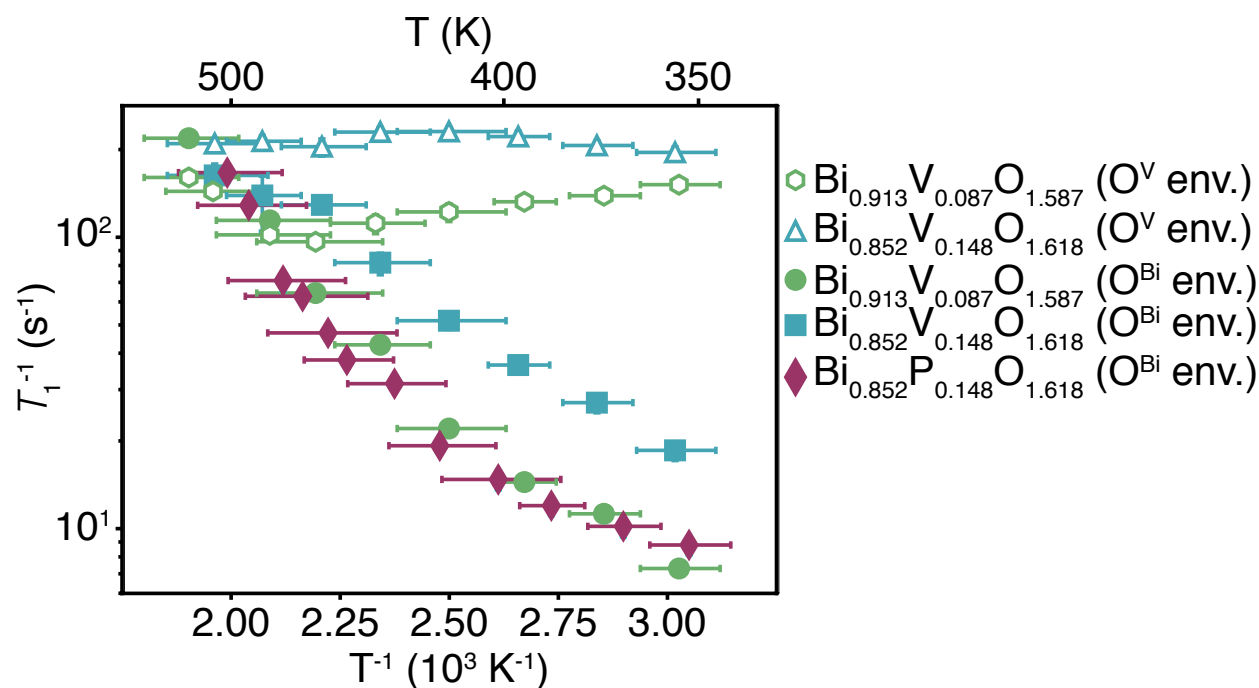 T (K)
500 400 350
10²
10¹
T₁⁻¹ (s⁻¹)
2.00 2.25 2.50 2.75 3.00
T⁻¹ (10³ K⁻¹)
Bi₀.₉₁₃V₀.₀₈₇O₁.₅₈₇ (Oⱽ env.)
Bi₀.₈₅₂V₀.₁₄₈O₁.₆₁₈ (Oⱽ env.)
Bi₀.₉₁₃V₀.₀₈₇O₁.₅₈₇ (Oᴮⁱ env.)
Bi₀.₈₅₂V₀.₁₄₈O₁.₆₁₈ (Oᴮⁱ env.)
Bi₀.₈₅₂P₀.₁₄₈O₁.₆₁₈ (Oᴮⁱ env.)